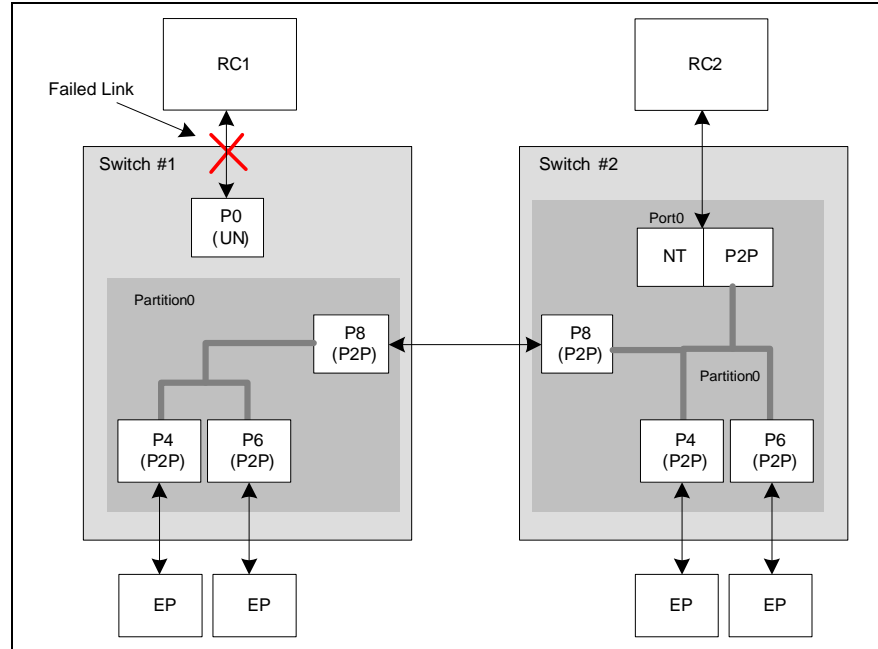 RC1
RC2
Failed Link
Switch #1
Switch #2
P0
(UN)
Port0
NT
P2P
Partition0
P8
(P2P)
P8
(P2P)
Partition0
P4
(P2P)
P6
(P2P)
P4
(P2P)
P6
(P2P)
EP
EP
EP
EP